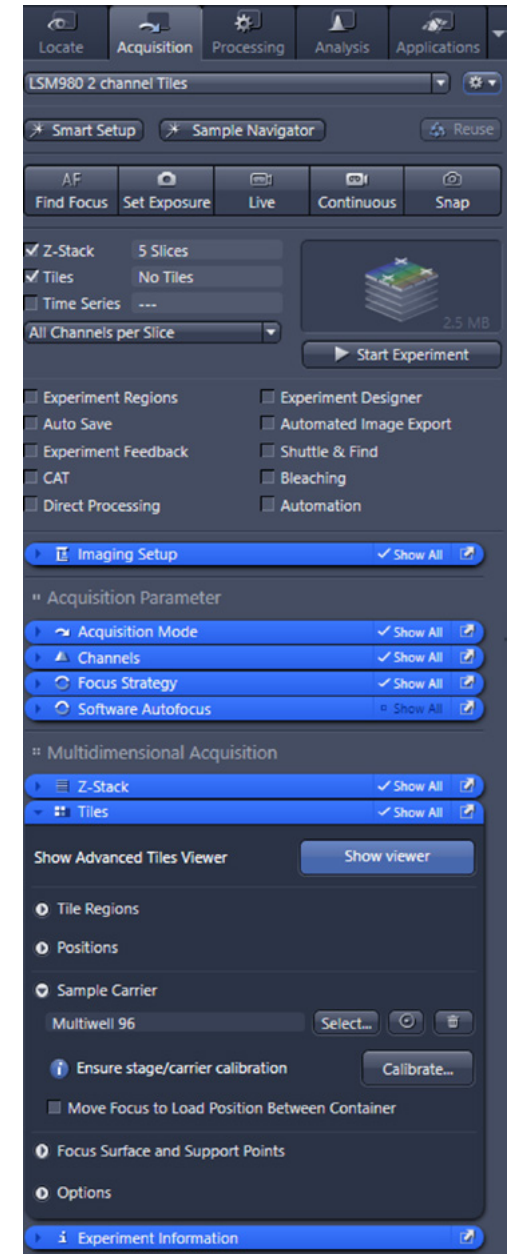 Locate Acquisition Processing Analysis Applications
LSM980 2 channel Tiles
Smart Setup Sample Navigator Reuse
AF
Find Focus Set Exposure Live Continuous Snap
Z-Stack 5 Slices
Tiles No Tiles
Time Series ---
All Channels per Slice
2.5 MB
Start Experiment
Experiment Regions Experiment Designer
Auto Save Automated Image Export
Experiment Feedback Shuttle & Find
CAT Bleaching
Direct Processing Automation
Imaging Setup Show All
Acquisition Parameter
Acquisition Mode Show All
Channels Show All
Focus Strategy Show All
Software Autofocus Show All
Multidimensional Acquisition
Z-Stack Show All
Tiles Show All
Show Advanced Tiles Viewer Show viewer
Tile Regions
Positions
Sample Carrier
Multiwell 96 Select...
Ensure stage/carrier calibration Calibrate...
Move Focus to Load Position Between Container
Focus Surface and Support Points
Options
Experiment Information